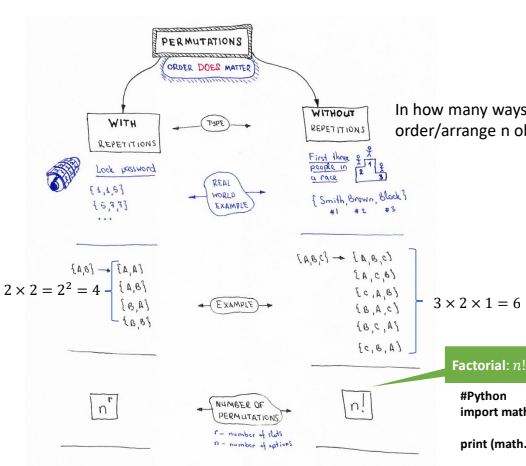 PERMUTATIONS
ORDER DOES MATTER
WITH
REPETITIONS
TYPE
WITHOUT
REPETITIONS
In how many ways
order/arrange n ol
Lock password
{1,1,5}
{5,7,7}
...
REAL
WORLD
EXAMPLE
First three
people in
a race
1
2
3
{Smith, Brown, Black}
#1 #2 #3
{A,B} → {A,A}
{A,B}
{B,A}
{B,B}
2 × 2 = 2² = 4
EXAMPLE
{A,B,C} → {A,B,C}
{A,C,B}
{C,A,B}
{B,A,C}
{B,C,A}
{C,B,A}
3 × 2 × 1 = 6
Factorial: n!
n^r
NUMBER OF
PERMUTATIONS
r - number of slots
n - number of options
n!
#Python
import math
print (math.